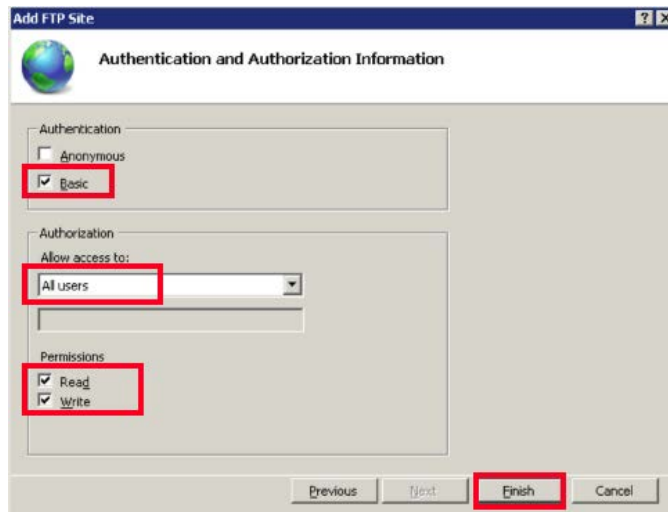 Add FTP Site
Authentication and Authorization Information
Authentication
Anonymous
Basic
Authorization
Allow access to:
All users
Permissions
Read
Write
Previous
Next
Finish
Cancel